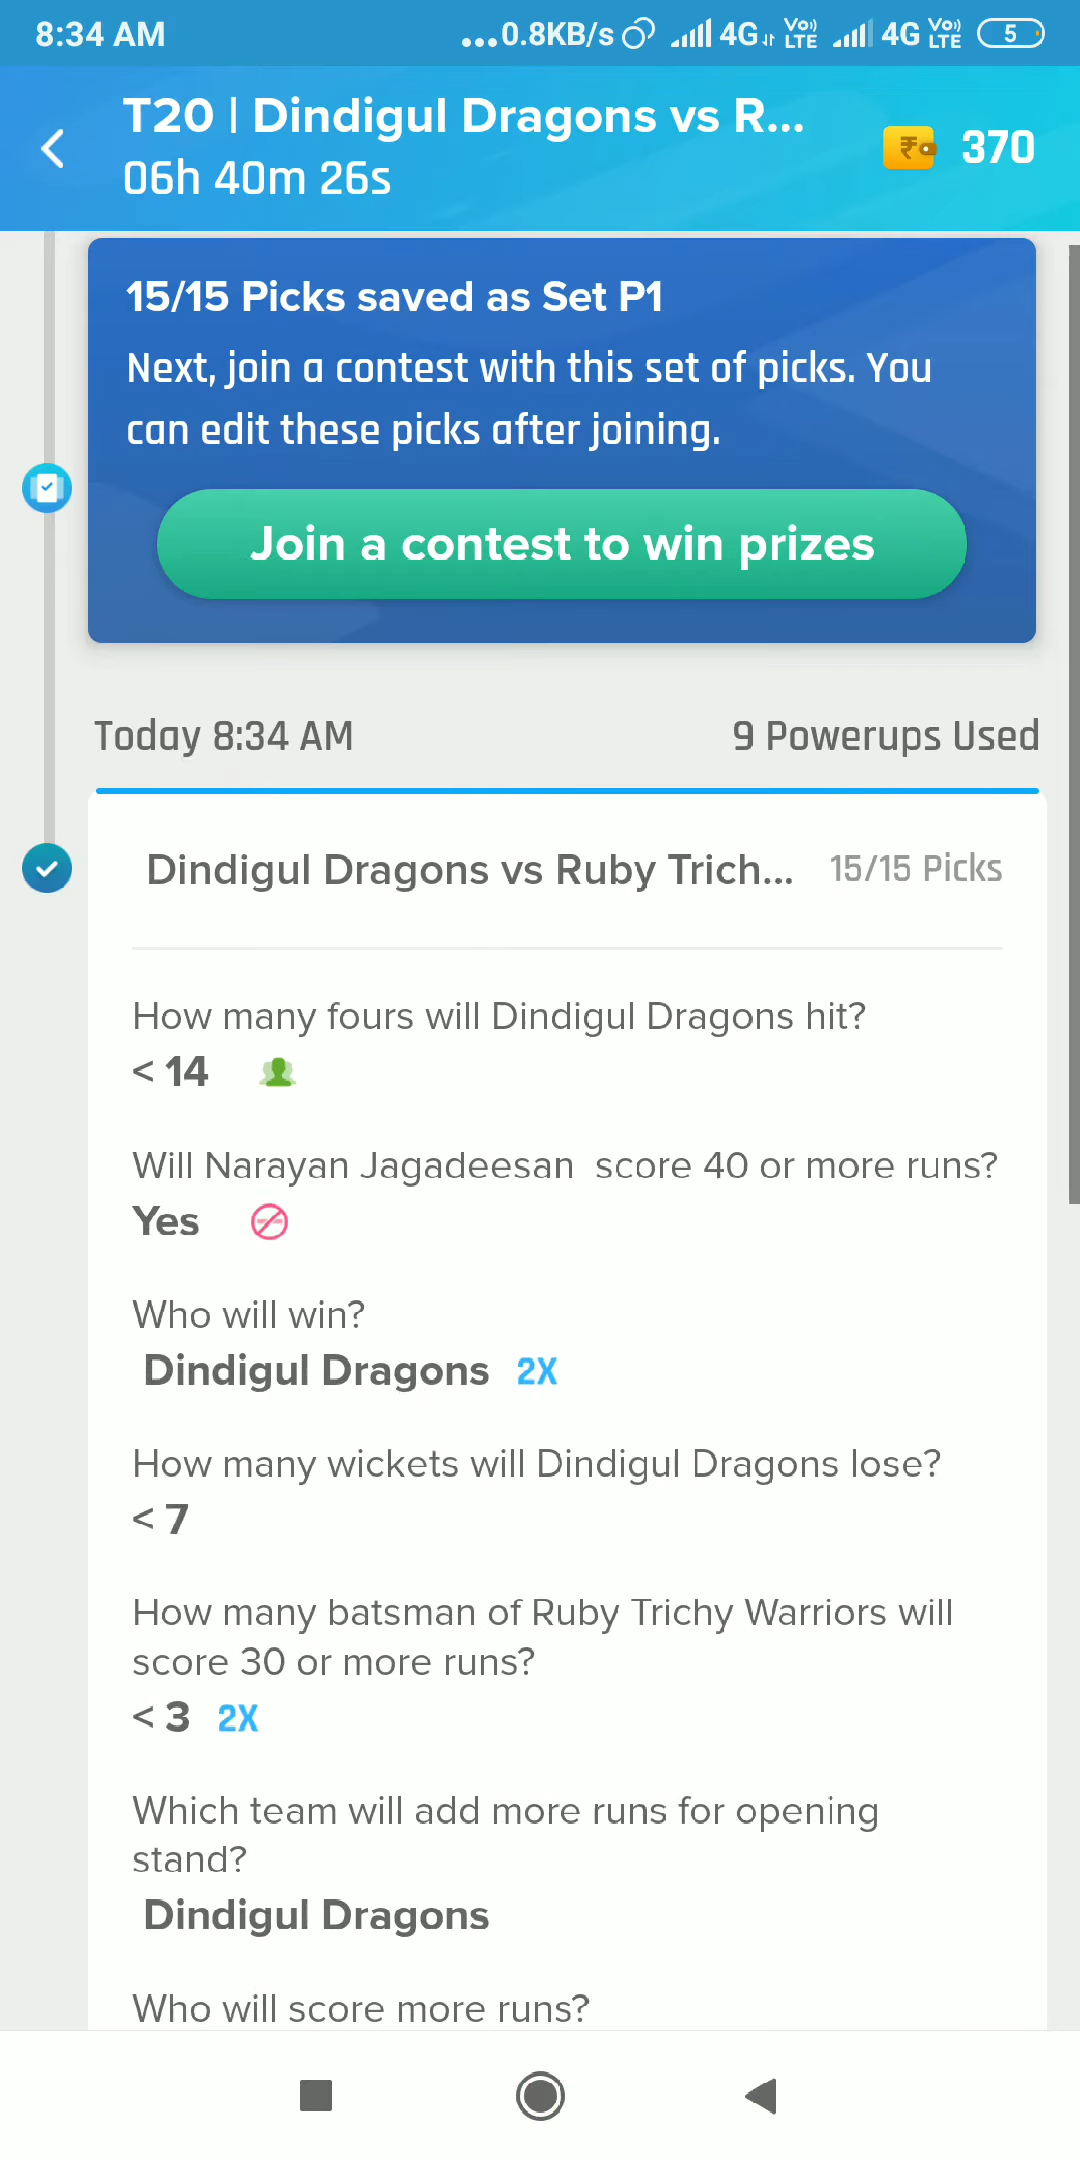 8:34 AM ...0.8KB/s 4G VoLTE 4G VoLTE 5
T20 | Dindigul Dragons vs R...
06h 40m 26s
₹ 370
15/15 Picks saved as Set P1
Next, join a contest with this set of picks. You
can edit these picks after joining.
Join a contest to win prizes
Today 8:34 AM 9 Powerups Used
Dindigul Dragons vs Ruby Trich... 15/15 Picks
How many fours will Dindigul Dragons hit?
< 14
Will Narayan Jagadeesan score 40 or more runs?
Yes
Who will win?
Dindigul Dragons 2X
How many wickets will Dindigul Dragons lose?
< 7
How many batsman of Ruby Trichy Warriors will
score 30 or more runs?
< 3 2X
Which team will add more runs for opening
stand?
Dindigul Dragons
Who will score more runs?